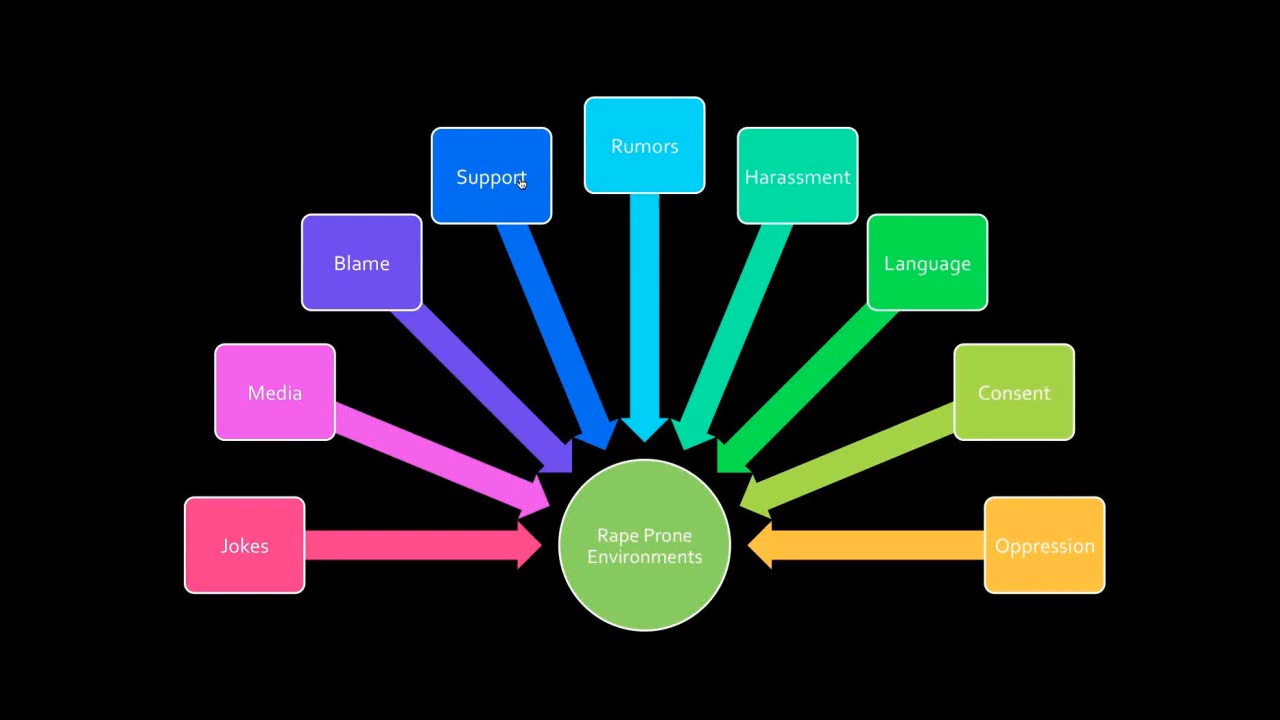 Rumors
Support
Harassment
Blame
Language
Media
Consent
Jokes
Rape Prone
Environments
Oppression